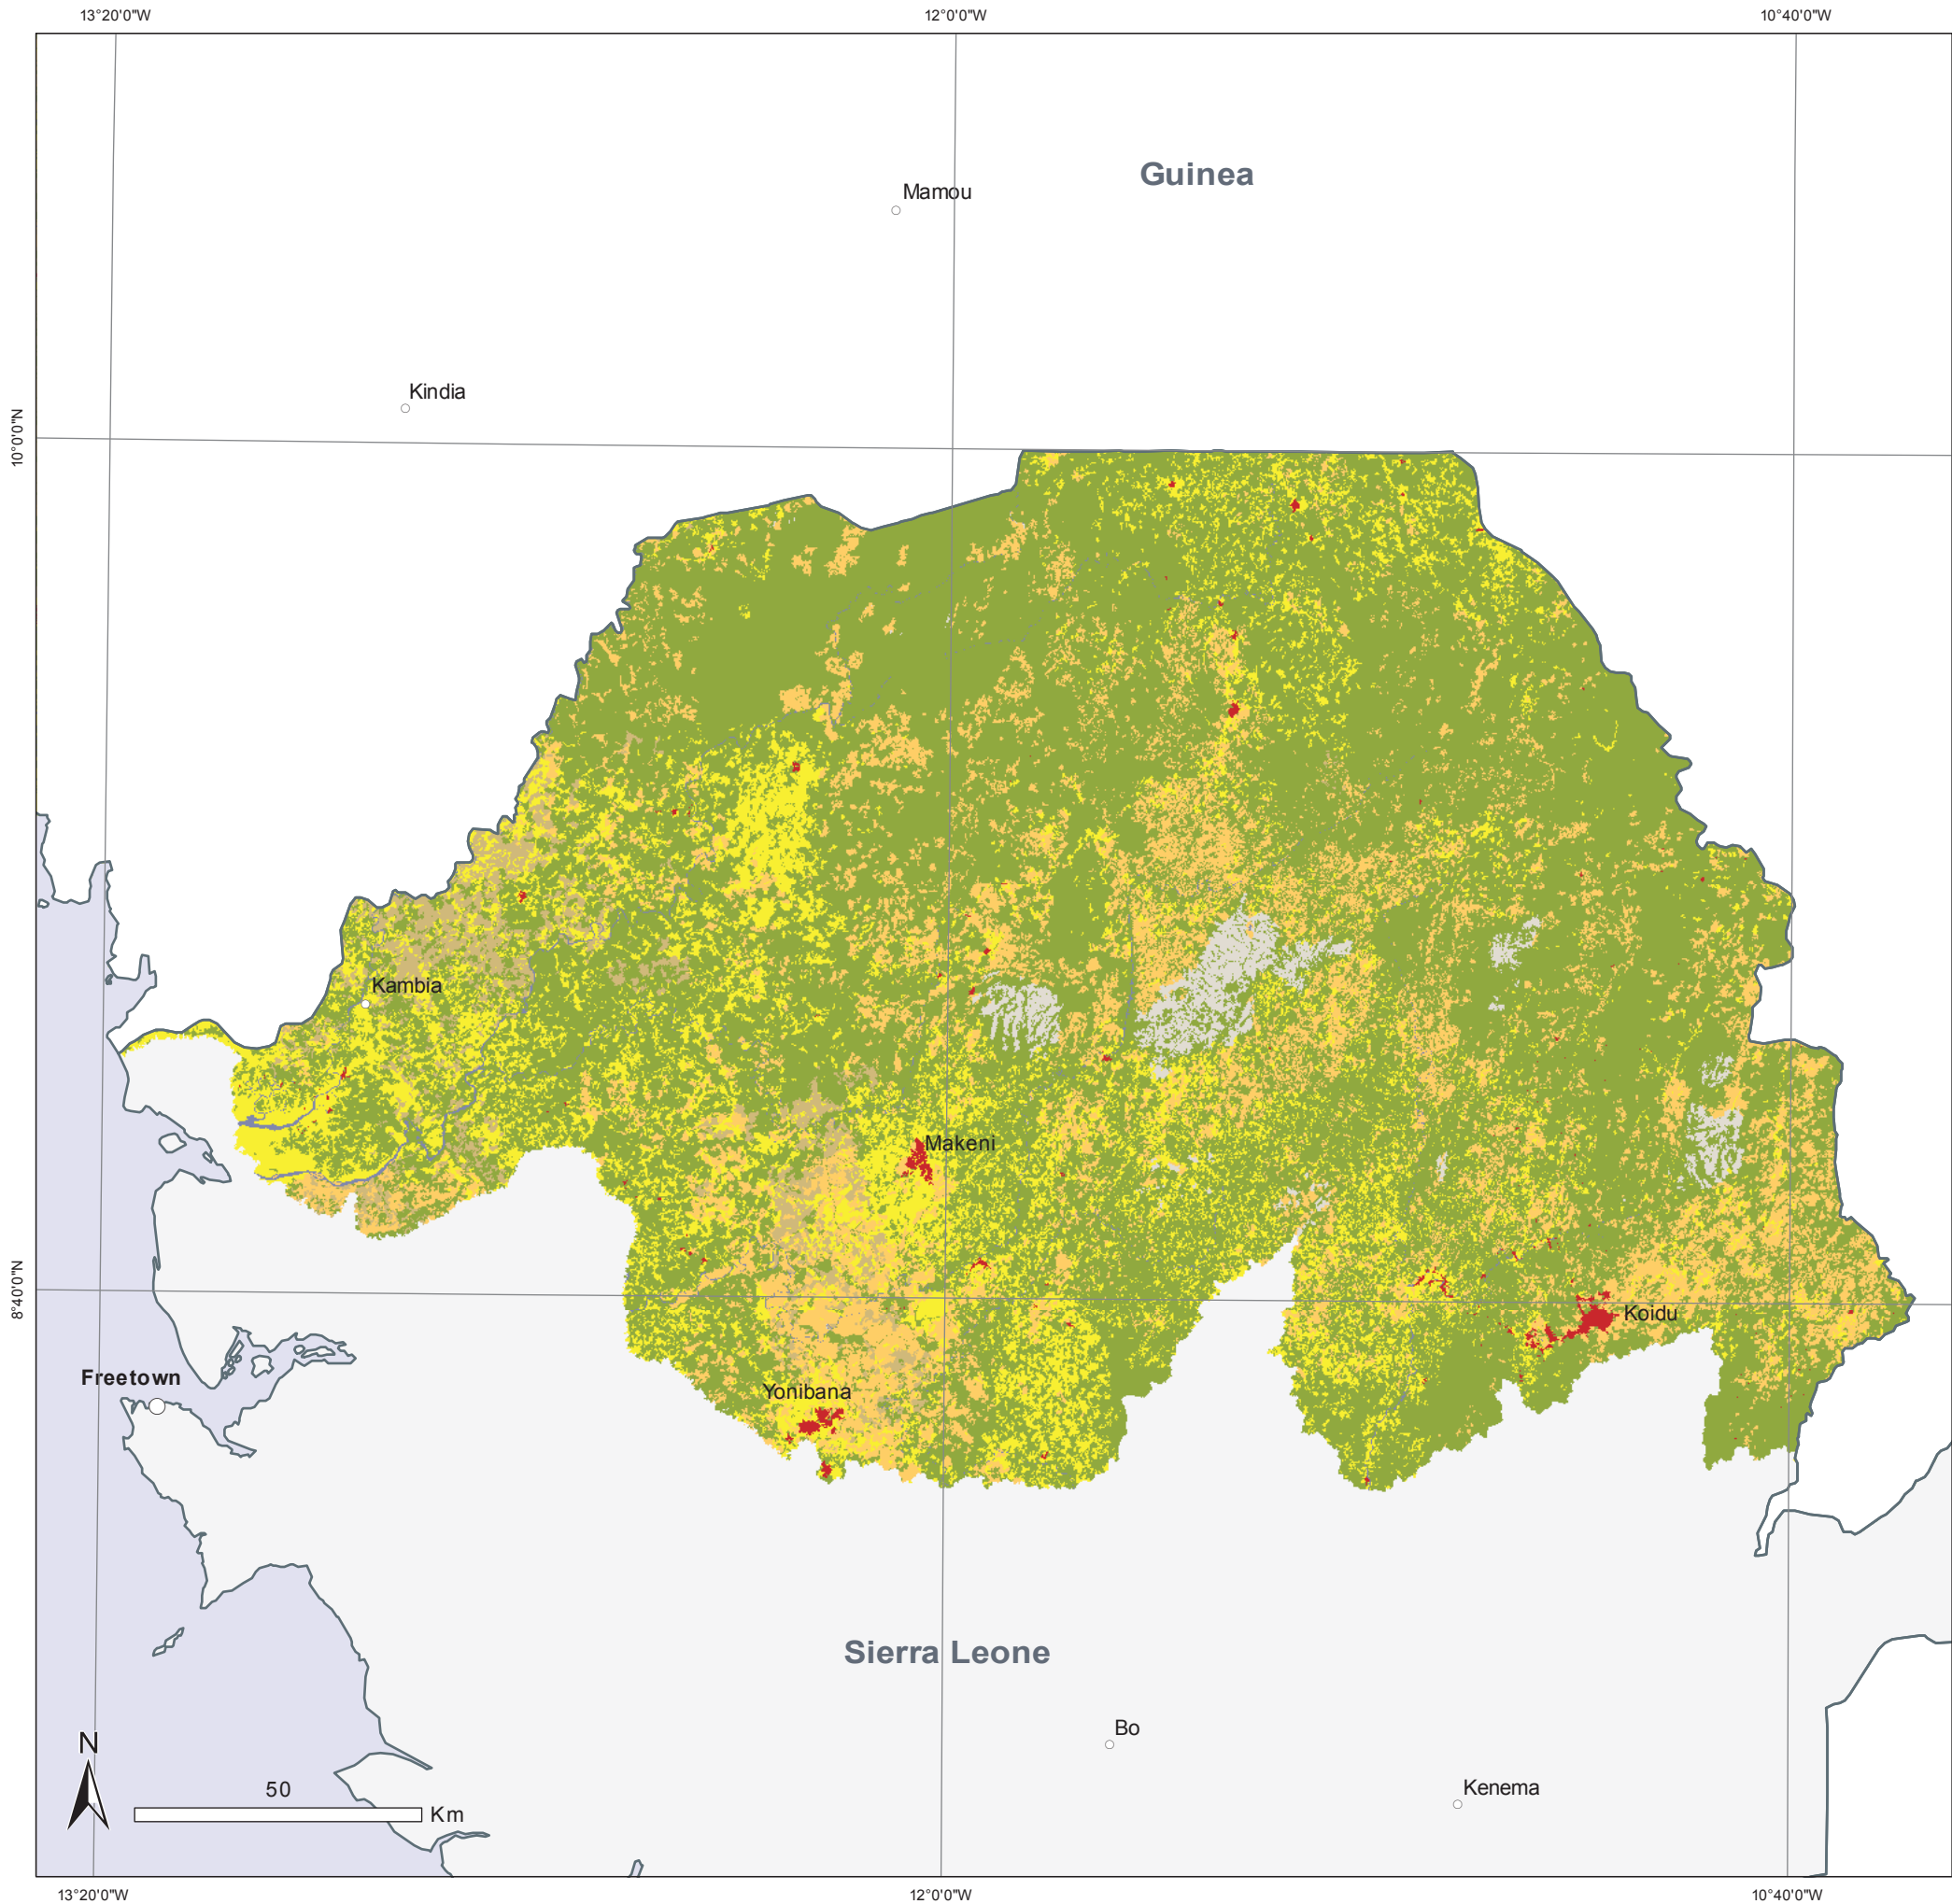 13°20'0"W
12°0'0"W
10°40'0"W
Guinea
Mamou
Kindia
10°0'0"N
Kambia
Makeni
8°40'0"N
Koidu
Freetown
Yonibana
Sierra Leone
Bo
N
Kenema
50
Km
13°20'0"W
12°0'0"W
10°40'0"W